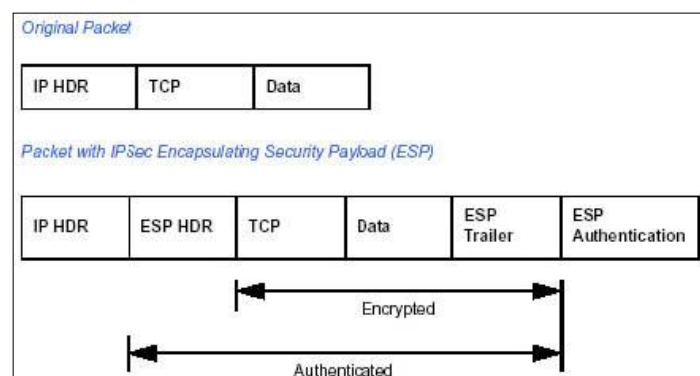 Original Packet
IP HDR TCP Data
Packet with IPSec Encapsulating Security Payload (ESP)
IP HDR ESP HDR TCP Data ESP Trailer ESP Authentication
Encrypted
Authenticated